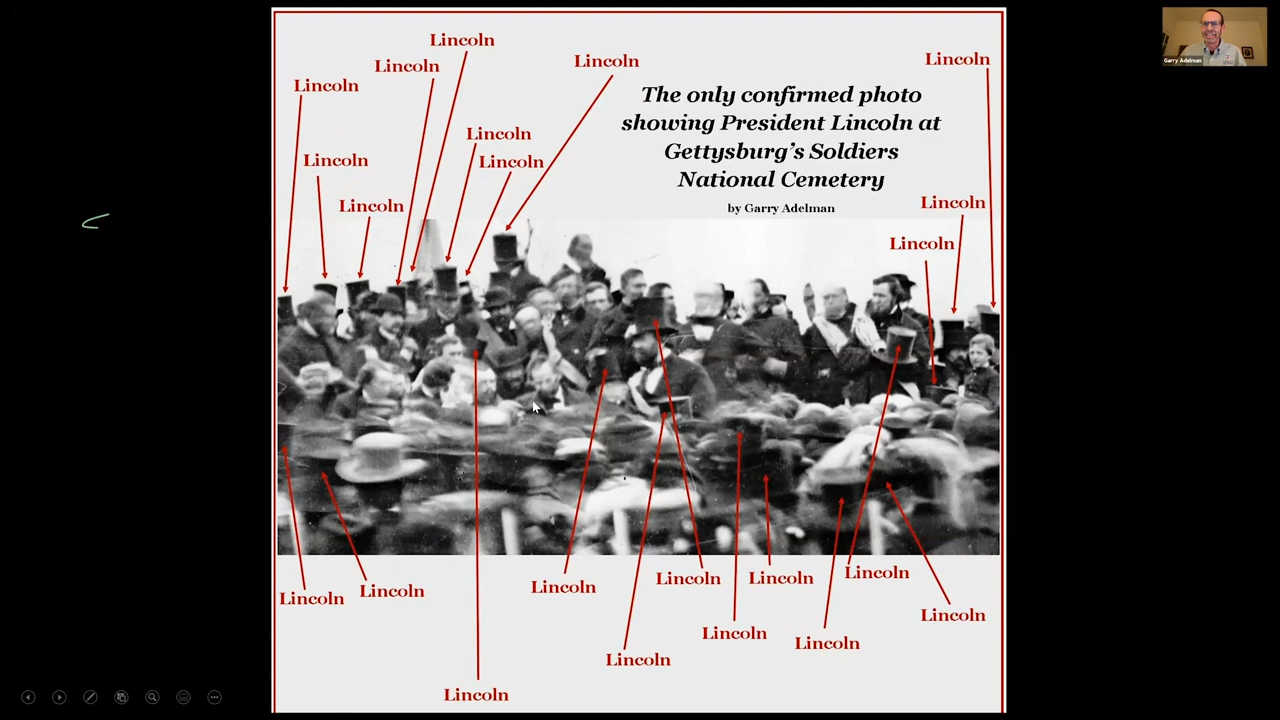 Lincoln
Lincoln
Lincoln
Lincoln
Lincoln
Lincoln
Lincoln
Lincoln
Lincoln
The only confirmed photo
showing President Lincoln at
Gettysburg's Soldiers
National Cemetery
by Garry Adelman
Lincoln
Lincoln
Lincoln
Lincoln
Lincoln
Lincoln
Lincoln
Lincoln
Lincoln
Lincoln
Lincoln
Lincoln
Lincoln
Lincoln
Garry Adelman